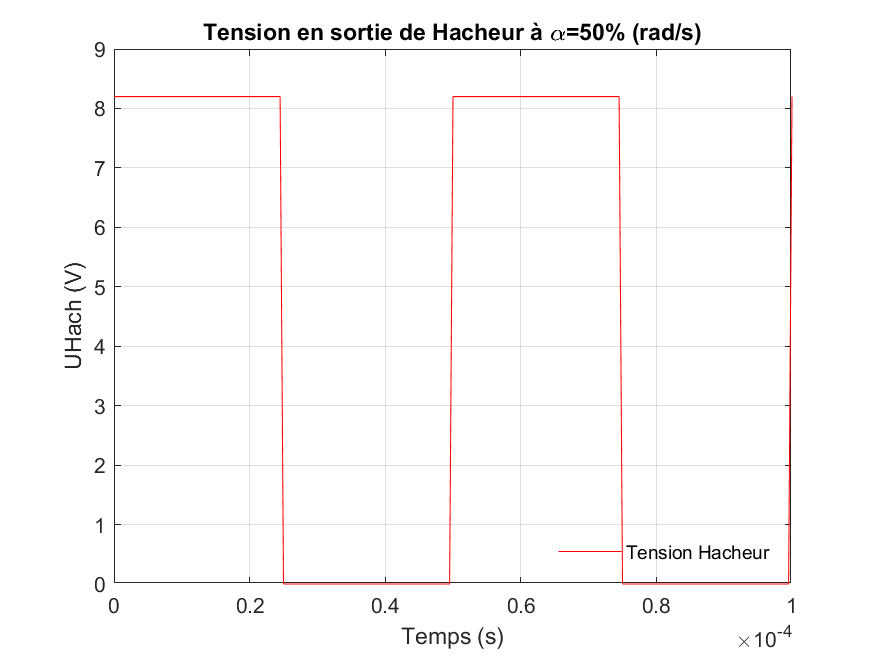 Tension en sortie de Hacheur à α=50% (rad/s)
9
8
7
6
5
4
3
2
1
0
UHach (V)
Tension Hacheur
0 0.2 0.4 0.6 0.8 1
Temps (s)
×10⁻⁴